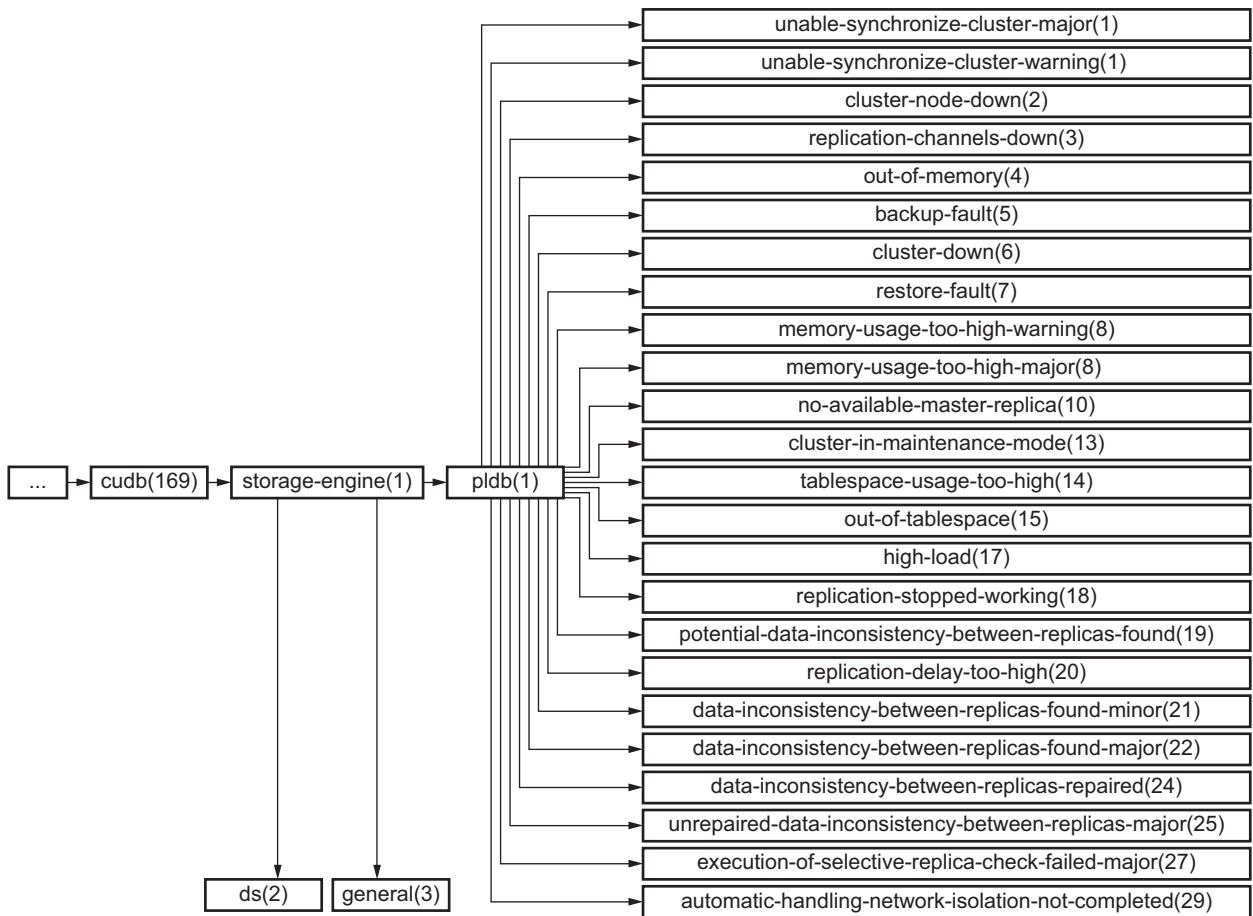 unable-synchronize-cluster-major(1)
unable-synchronize-cluster-warning(1)
cluster-node-down(2)
replication-channels-down(3)
out-of-memory(4)
backup-fault(5)
cluster-down(6)
restore-fault(7)
memory-usage-too-high-warning(8)
memory-usage-too-high-major(8)
no-available-master-replica(10)
cluster-in-maintenance-mode(13)
... cudb(169) storage-engine(1) pldb(1) tablespace-usage-too-high(14)
out-of-tablespace(15)
high-load(17)
replication-stopped-working(18)
potential-data-inconsistency-between-replicas-found(19)
replication-delay-too-high(20)
data-inconsistency-between-replicas-found-minor(21)
data-inconsistency-between-replicas-found-major(22)
data-inconsistency-between-replicas-repaired(24)
unrepaired-data-inconsistency-between-replicas-major(25)
execution-of-selective-replica-check-failed-major(27)
ds(2) general(3) automatic-handling-network-isolation-not-completed(29)